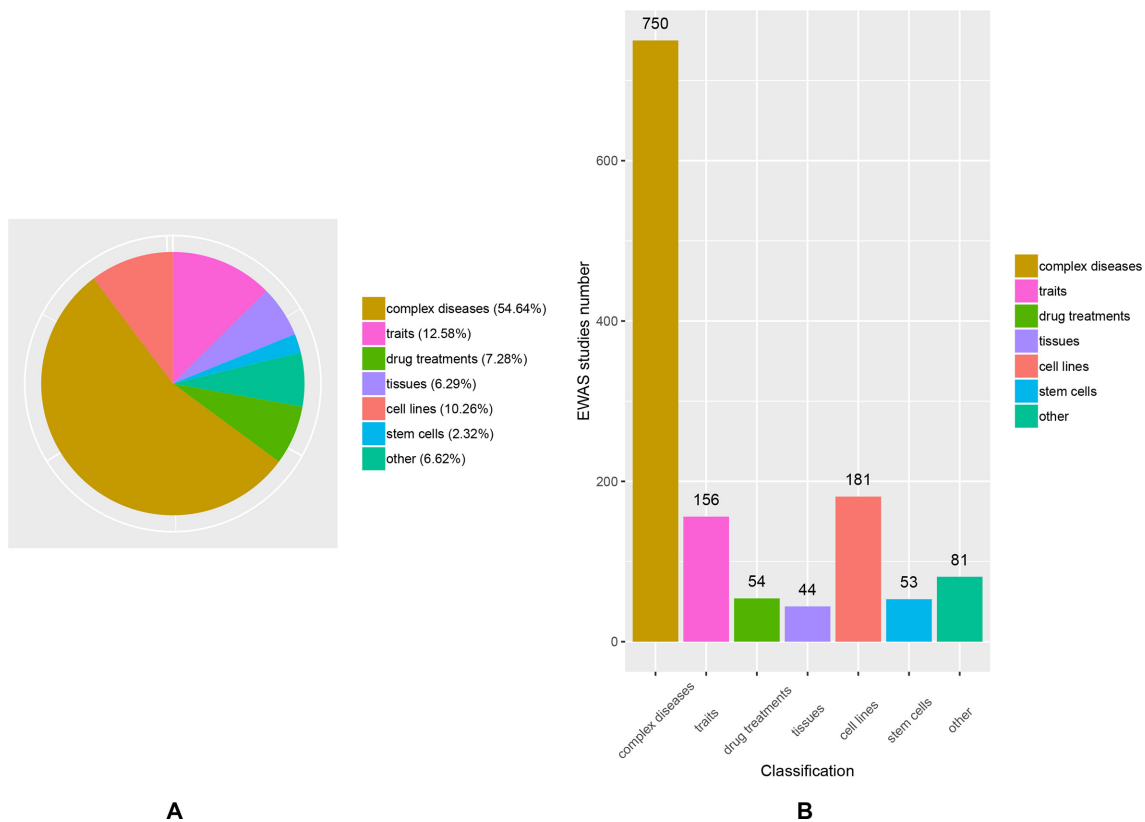 complex diseases (54.64%)
traits (12.58%)
drug treatments (7.28%)
tissues (6.29%)
cell lines (10.26%)
stem cells (2.32%)
other (6.62%)
A
EWAS studies number
600
400
200
0
750
156
54
44
181
53
81
complex diseases
traits
drug treatments
tissues
cell lines
stem cells
other
Classification
complex diseases
traits
drug treatments
tissues
cell lines
stem cells
other
B